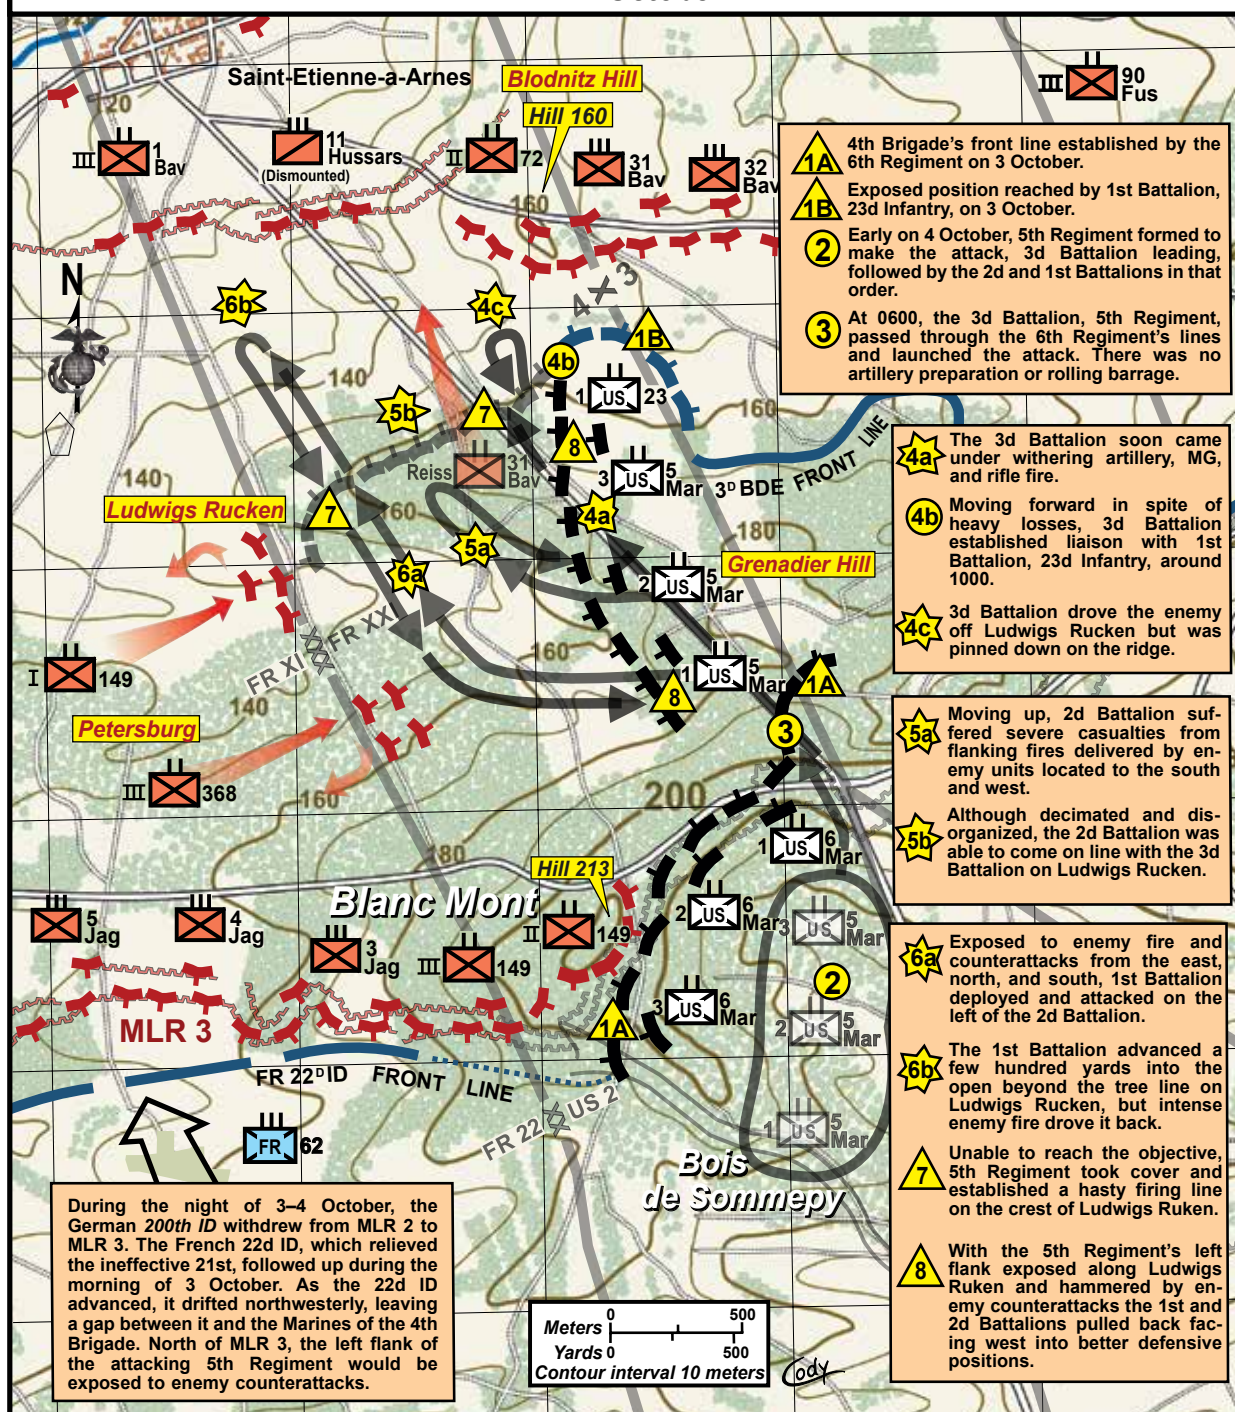 Saint-Etienne-a-Arnes
Blodnitz Hill
Hill 160
III 90
Fus
120
III 1
Bav
11
Hussars
(Dismounted)
II 72
31
Bav
32
Bav
160
N
4 X 3
6b
4c
1B
4b
140
5b
7
1 US 23
160
8
Reiss 31
Bav
3 US 5
Mar
3D BDE FRONT LINE
140
Ludwigs Rucken
7
160
4a
180
5a
Grenadier Hill
6a
2 US 5
Mar
FR XI XXX FR XX
160
I 149
1 US 5
Mar
1A
140
8
Petersburg
3
III 368
160
200
180
1 US 6
Mar
Hill 213
Blanc Mont
5
Jag
4
Jag
3
Jag
III 149
II 149
2 US 6
Mar
3 US 5
Mar
2
3 US 6
Mar
2 US 5
Mar
MLR 3
1A
FR 22D ID FRONT LINE
FR 22 XX US 2
1 US 5
Mar
FR 62
Bois
de Sommepy
1A
4th Brigade's front line established by the
6th Regiment on 3 October.
1B
Exposed position reached by 1st Battalion,
23d Infantry, on 3 October.
2
Early on 4 October, 5th Regiment formed to
make the attack, 3d Battalion leading,
followed by the 2d and 1st Battalions in that
order.
3
At 0600, the 3d Battalion, 5th Regiment,
passed through the 6th Regiment's lines
and launched the attack. There was no
artillery preparation or rolling barrage.
4a
The 3d Battalion soon came
under withering artillery, MG,
and rifle fire.
4b
Moving forward in spite of
heavy losses, 3d Battalion
established liaison with 1st
Battalion, 23d Infantry, around
1000.
4c
3d Battalion drove the enemy
off Ludwigs Rucken but was
pinned down on the ridge.
5a
Moving up, 2d Battalion suf-
fered severe casualties from
flanking fires delivered by en-
emy units located to the south
and west.
5b
Although decimated and dis-
organized, the 2d Battalion was
able to come on line with the 3d
Battalion on Ludwigs Rucken.
6a
Exposed to enemy fire and
counterattacks from the east,
north, and south, 1st Battalion
deployed and attacked on the
left of the 2d Battalion.
6b
The 1st Battalion advanced a
few hundred yards into the
open beyond the tree line on
Ludwigs Rucken, but intense
enemy fire drove it back.
7
Unable to reach the objective,
5th Regiment took cover and
established a hasty firing line
on the crest of Ludwigs Ruken.
8
With the 5th Regiment's left
flank exposed along Ludwigs
Ruken and hammered by en-
emy counterattacks the 1st and
2d Battalions pulled back fac-
ing west into better defensive
positions.
During the night of 3–4 October, the
German 200th ID withdrew from MLR 2 to
MLR 3. The French 22d ID, which relieved
the ineffective 21st, followed up during the
morning of 3 October. As the 22d ID
advanced, it drifted northwesterly, leaving
a gap between it and the Marines of the 4th
Brigade. North of MLR 3, the left flank of
the attacking 5th Regiment would be
exposed to enemy counterattacks.
Meters 0 500
Yards 0 500
Contour interval 10 meters
Cody